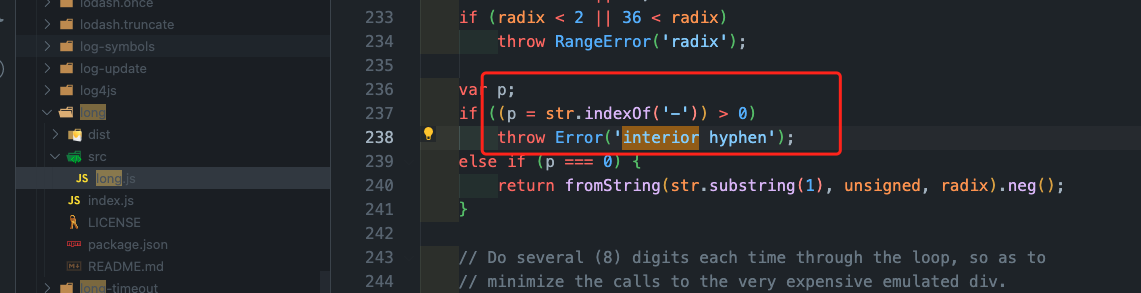 lodash.once
lodash.truncate
log-symbols
log-update
log4js
long
dist
src
JS long.js
JS index.js
LICENSE
package.json
README.md
long-timeout
233 if (radix < 2 || 36 < radix)
234 throw RangeError('radix');
235
236 var p;
237 if ((p = str.indexOf('-')) > 0)
238 throw Error('interior hyphen');
239 else if (p === 0) {
240 return fromString(str.substring(1), unsigned, radix).neg();
241 }
242
243 // Do several (8) digits each time through the loop, so as to
244 // minimize the calls to the very expensive emulated div.